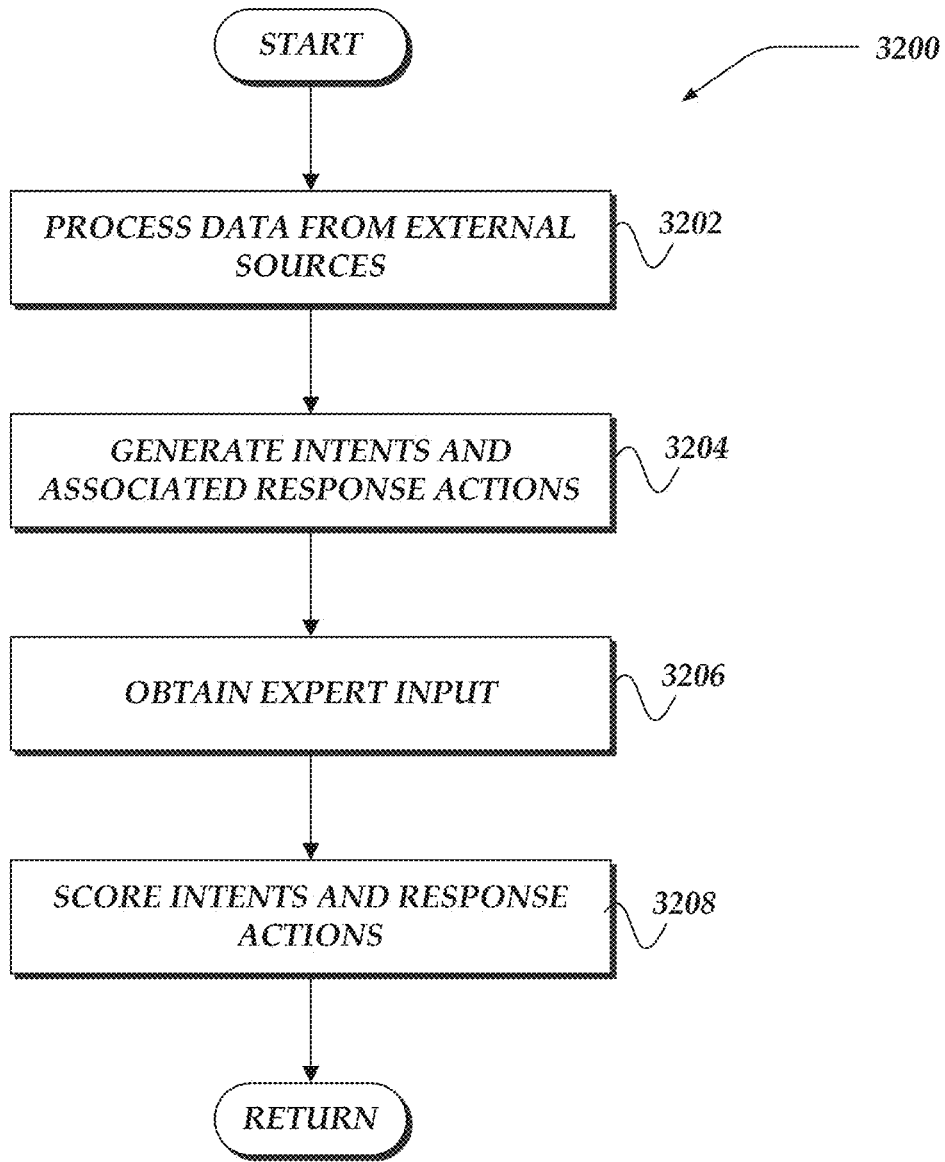 START
3200
PROCESS DATA FROM EXTERNAL
SOURCES
3202
GENERATE INTENTS AND
ASSOCIATED RESPONSE ACTIONS
3204
OBTAIN EXPERT INPUT
3206
SCORE INTENTS AND RESPONSE
ACTIONS
3208
RETURN